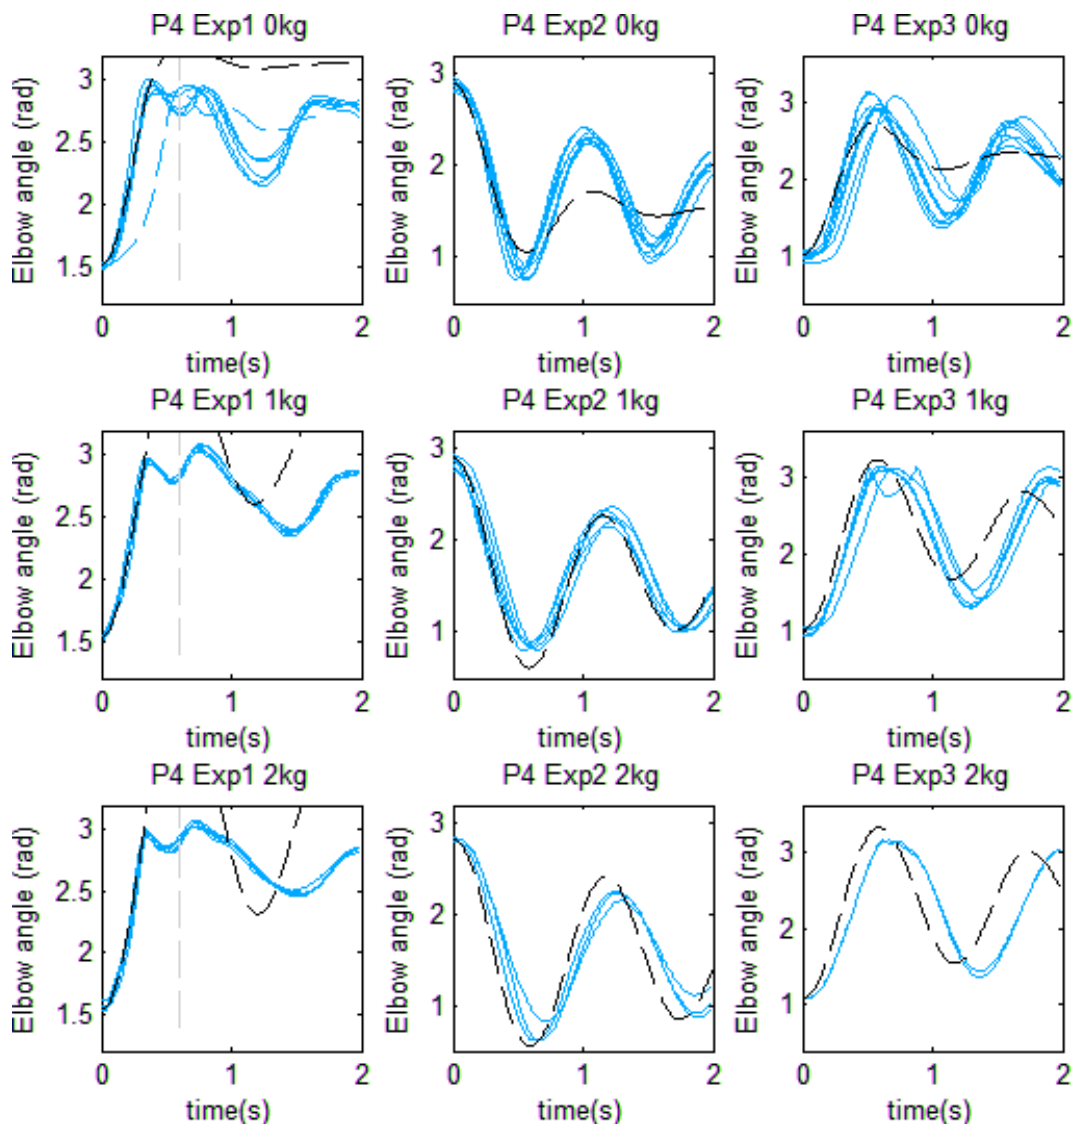 P4 Exp1 0kg
P4 Exp2 0kg
P4 Exp3 0kg
Elbow angle (rad)
3
2.5
2
1.5
0 1 2
time(s)
Elbow angle (rad)
3
2
1
0 1 2
time(s)
Elbow angle (rad)
3
2
1
0 1 2
time(s)
P4 Exp1 1kg
P4 Exp2 1kg
P4 Exp3 1kg
Elbow angle (rad)
3
2.5
2
1.5
0 1 2
time(s)
Elbow angle (rad)
3
2
1
0 1 2
time(s)
Elbow angle (rad)
3
2
1
0 1 2
time(s)
P4 Exp1 2kg
P4 Exp2 2kg
P4 Exp3 2kg
Elbow angle (rad)
3
2.5
2
1.5
0 1 2
time(s)
Elbow angle (rad)
3
2
1
0 1 2
time(s)
Elbow angle (rad)
3
2
1
0 1 2
time(s)